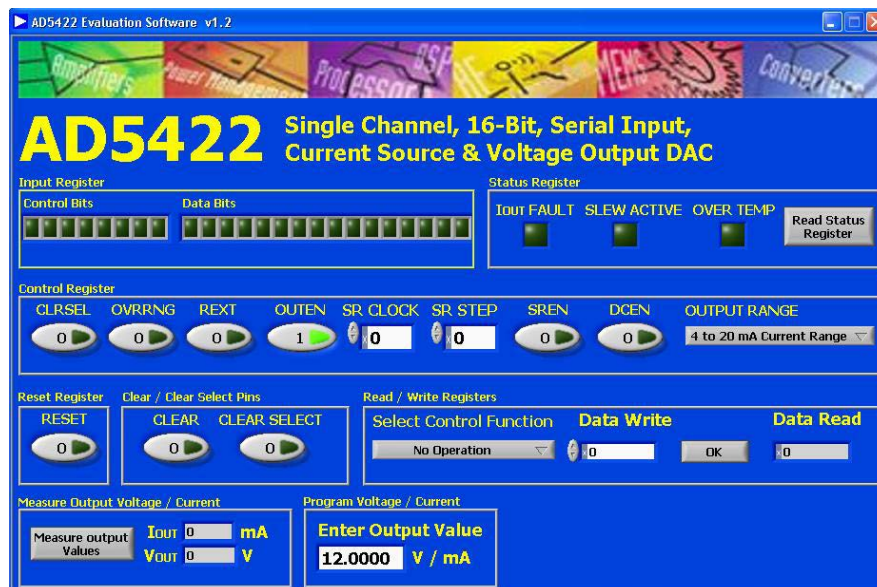 AD5422 Evaluation Software v1.2
Amplifiers
Power Management
Processor
DSP
MEMS
Converters
AD5422
Single Channel, 16-Bit, Serial Input,
Current Source & Voltage Output DAC
Input Register
Control Bits Data Bits
Status Register
IOUT FAULT SLEW ACTIVE OVER TEMP
Read Status
Register
Control Register
CLRSEL OVRRNG REXT OUTEN SR CLOCK SR STEP SREN DCEN OUTPUT RANGE
0 0 0 1 x 0 x 0 0 0 4 to 20 mA Current Range
Reset Register
RESET
0
Clear / Clear Select Pins
CLEAR CLEAR SELECT
0 0
Read / Write Registers
Select Control Function Data Write Data Read
No Operation x 0 OK x 0
Measure Output Voltage / Current
Measure output
Values
IOUT 0 mA
VOUT 0 V
Program Voltage / Current
Enter Output Value
12.0000 V / mA